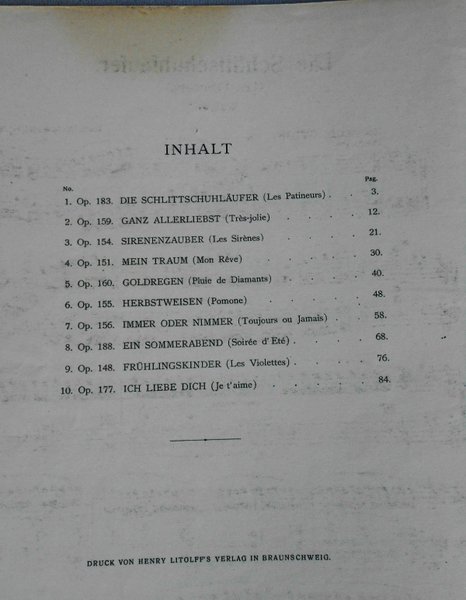 INHALT
No. Pag.
1. Op. 183. DIE SCHLITTSCHUHLÄUFER (Les Patineurs) . . . 3.
2. Op. 159. GANZ ALLERLIEBST (Très-jolie) . . . . 12.
3. Op. 154. SIRENENZAUBER (Les Sirènes) . . . . 21.
4. Op. 151. MEIN TRAUM (Mon Rêve) . . . . 30.
5. Op. 160. GOLDREGEN (Pluie de Diamants) . . . . 40.
6. Op. 155. HERBSTWEISEN (Pomone) . . . . . 48.
7. Op. 156. IMMER ODER NIMMER (Toujours ou Jamais) . . . 58.
8. Op. 188. EIN SOMMERABEND (Soirée d'Eté) . . . . 68.
9. Op. 148. FRÜHLINGSKINDER (Les Violettes) . . . . 76.
10. Op. 177. ICH LIEBE DICH (Je t'aime) . . . . . 84.
DRUCK VON HENRY LITOLFF'S VERLAG IN BRAUNSCHWEIG.